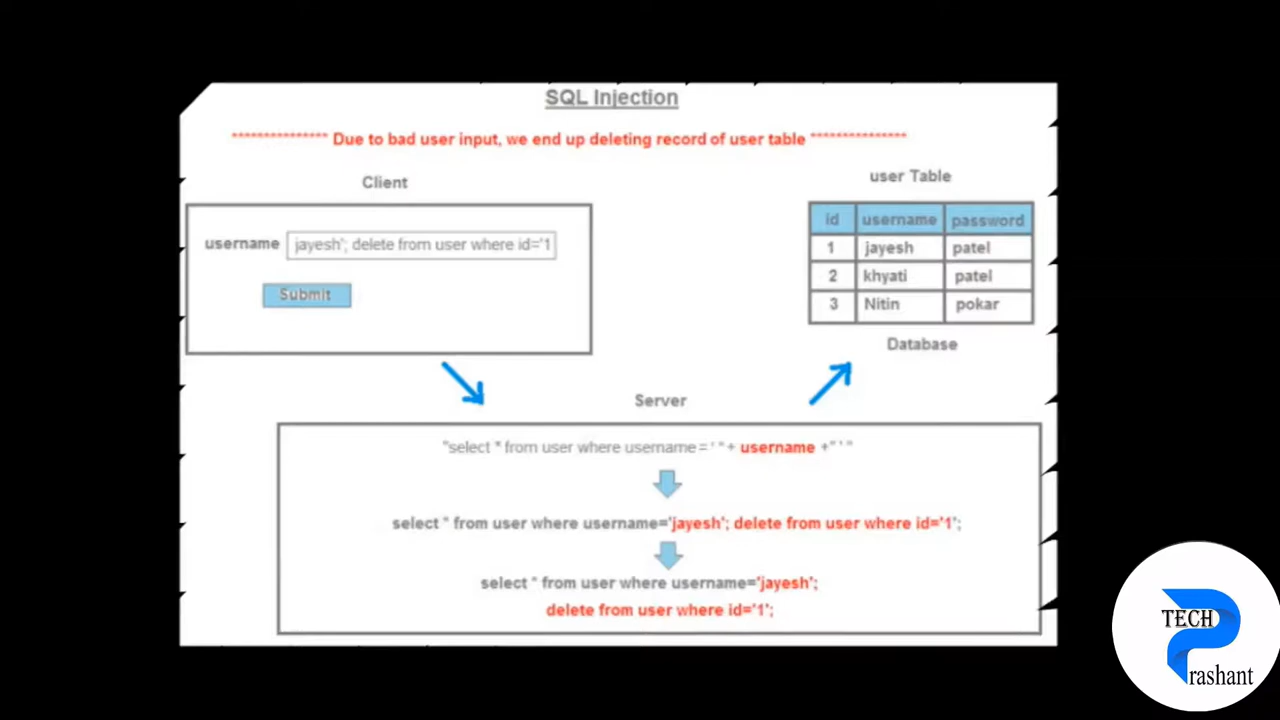 SQL Injection
*************** Due to bad user input, we end up deleting record of user table ***************
Client
user Table
username jayesh'; delete from user where id='1
Submit
id username password
1 jayesh patel
2 khyati patel
3 Nitin pokar
Database
Server
"select * from user where username = ' " + username +" ' "
select * from user where username='jayesh'; delete from user where id='1';
select * from user where username='jayesh';
delete from user where id='1';
TECH
Prashant